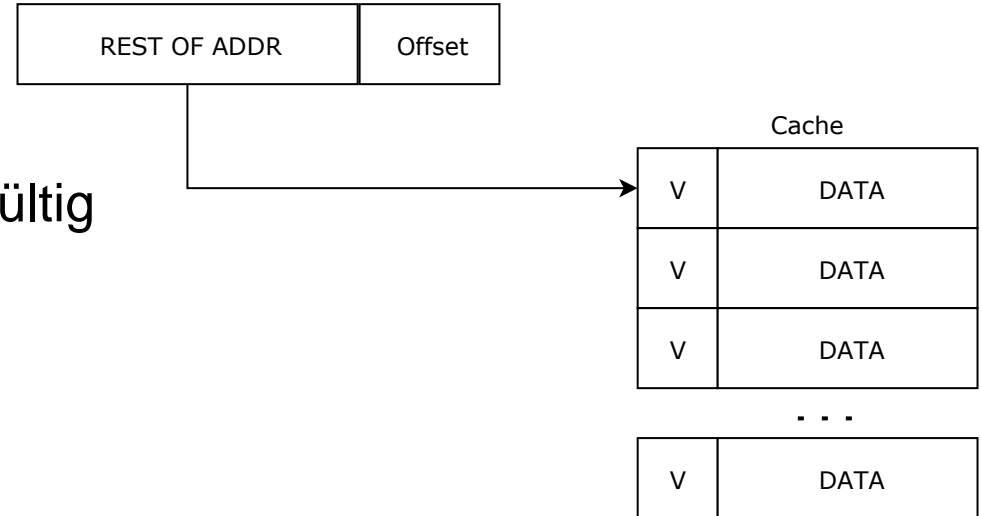 REST OF ADDR Offset
Cache
ültig
V DATA
V DATA
V DATA
. . .
V DATA